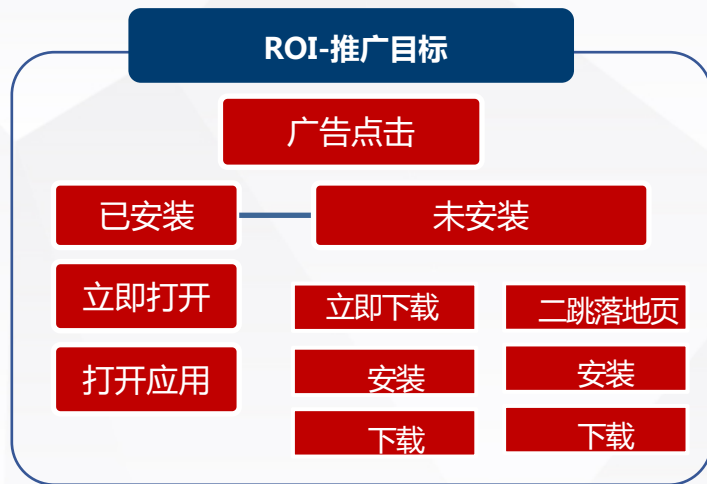 ROI-推广目标
广告点击
已安装
未安装
立即打开
立即下载
二跳落地页
打开应用
安装
安装
下载
下载